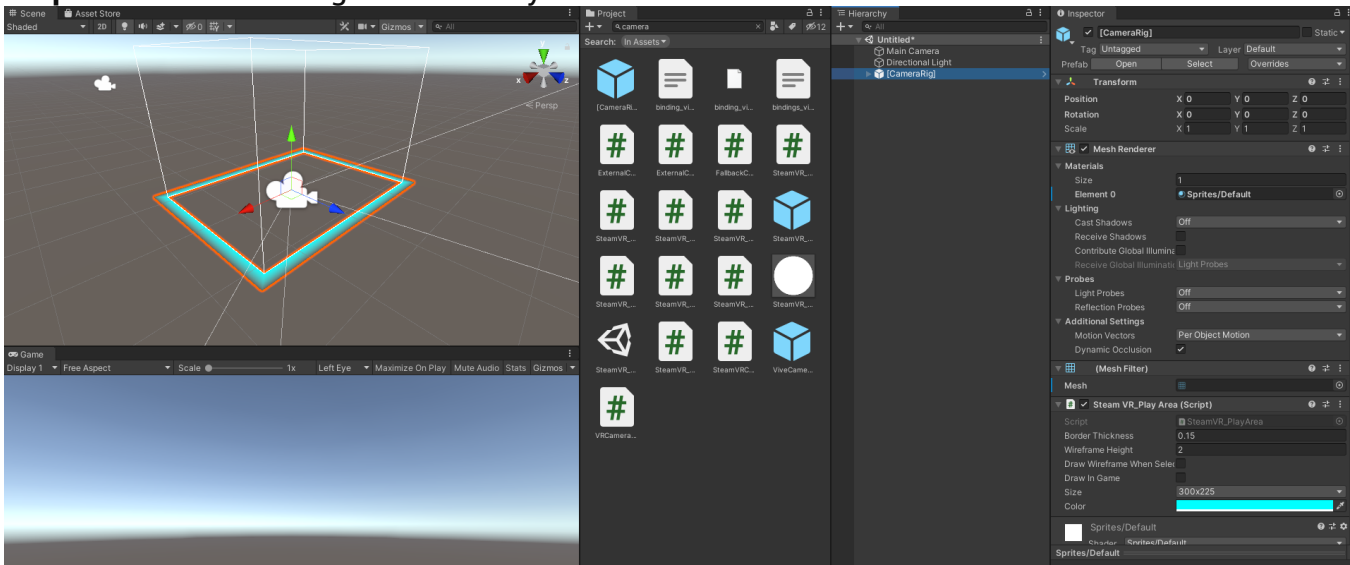 Scene Asset Store
Shaded 2D 0 Gizmos All
y
x z
< Persp
Game
Display 1 Free Aspect Scale 1x Left Eye Maximize On Play Mute Audio Stats Gizmos
Project
camera 12
Search: In Assets
[CameraRi... binding_vi... binding_vi... bindings_vi...
ExternalC... ExternalC... FallbackC... SteamVR_...
SteamVR_... SteamVR_... SteamVR_... SteamVR_...
SteamVR_... SteamVR_... SteamVR_... SteamVR_...
SteamVR_... SteamVR_... SteamVRC... ViveCame...
VRCamera...
Hierarchy
All
Untitled*
Main Camera
Directional Light
[CameraRig]
Inspector
[CameraRig] Static
Tag Untagged Layer Default
Prefab Open Select Overrides
Transform
Position X 0 Y 0 Z 0
Rotation X 0 Y 0 Z 0
Scale X 1 Y 1 Z 1
Mesh Renderer
Materials
Size 1
Element 0 Sprites/Default
Lighting
Cast Shadows Off
Receive Shadows
Contribute Global Illumina
Receive Global Illuminati Light Probes
Probes
Light Probes Off
Reflection Probes Off
Additional Settings
Motion Vectors Per Object Motion
Dynamic Occlusion
(Mesh Filter)
Mesh
Steam VR_Play Area (Script)
Script SteamVR_PlayArea
Border Thickness 0.15
Wireframe Height 2
Draw Wireframe When Selec
Draw In Game
Size 300x225
Color
Sprites/Default
Shader Sprites/Default
Sprites/Default